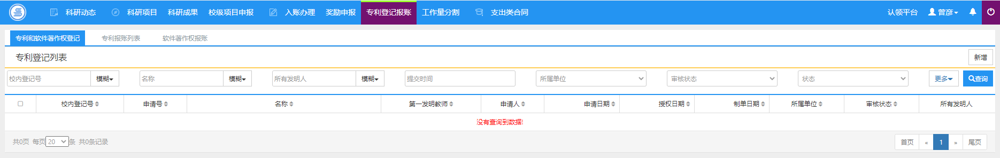 科研动态 科研项目 科研成果 校级项目申报 入账办理 奖励申报 专利登记报账 工作量分割 支出类合同 认领平台 曾彦
专利和软件著作权登记 专利报账列表 软件著作权报账
专利登记列表 新增
校内登记号 模糊 名称 模糊 所有发明人 模糊 提交时间 所属单位 审核状态 状态 更多 查询
校内登记号 申请号 名称 第一发明教师 申请人 申请日期 授权日期 制单日期 所属单位 审核状态 所有发明人
没有查询到数据!
共0页 每页 20 条 共0条记录 首页 « 1 » 尾页